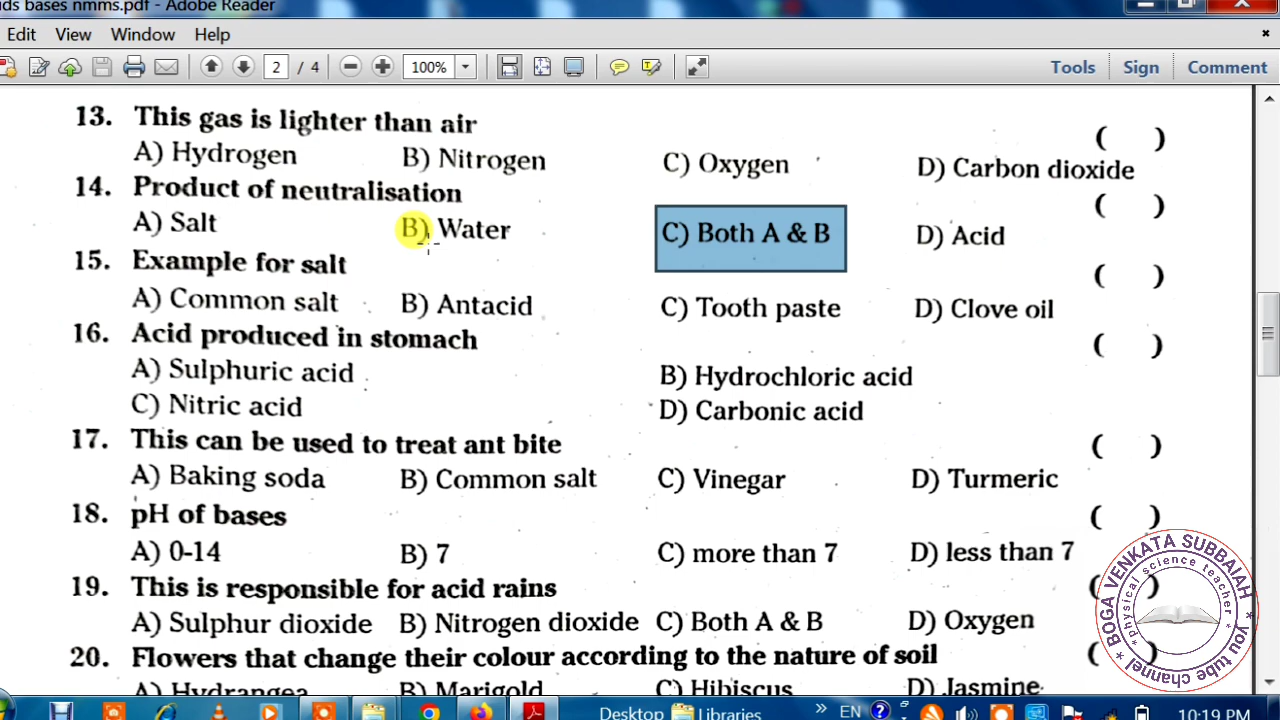 ids bases nmms.pdf - Adobe Reader
Edit View Window Help
2 / 4 100% Tools Sign Comment
13. This gas is lighter than air ( )
A) Hydrogen B) Nitrogen C) Oxygen D) Carbon dioxide
14. Product of neutralisation ( )
A) Salt B) Water C) Both A & B D) Acid
15. Example for salt ( )
A) Common salt B) Antacid C) Tooth paste D) Clove oil
16. Acid produced in stomach ( )
A) Sulphuric acid B) Hydrochloric acid
C) Nitric acid D) Carbonic acid
17. This can be used to treat ant bite ( )
A) Baking soda B) Common salt C) Vinegar D) Turmeric
18. pH of bases ( )
A) 0-14 B) 7 C) more than 7 D) less than 7
19. This is responsible for acid rains ( )
A) Sulphur dioxide B) Nitrogen dioxide C) Both A & B D) Oxygen
20. Flowers that change their colour according to the nature of soil ( )
A) Hydrangea B) Marigold C) Hibiscus D) Jasmine
BOGA VENKATA SUBBAIAH * you tube channel *
*physical science teacher*
Desktop Libraries » EN 10:19 PM